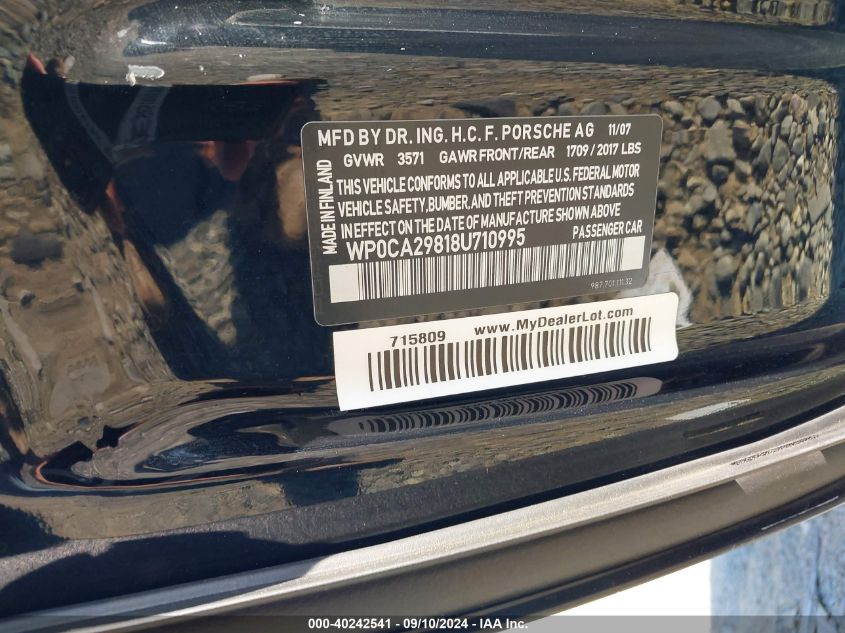 MFD BY DR. ING. H.C. F. PORSCHE AG 11/07
GVWR 3571 GAWR FRONT/REAR 1709 / 2017 LBS
MADE IN FINLAND
THIS VEHICLE CONFORMS TO ALL APPLICABLE U.S. FEDERAL MOTOR
VEHICLE SAFETY, BUMBER, AND THEFT PREVENTION STANDARDS
IN EFFECT ON THE DATE OF MANUFACTURE SHOWN ABOVE
WP0CA29818U710995 PASSENGER CAR
987.701.111.32
715809 www.MyDealerLot.com
000-40242541 - 09/10/2024 - IAA Inc.